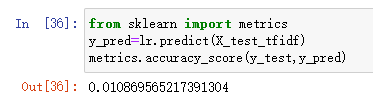 In [36]: from sklearn import metrics
y_pred=lr.predict(X_test_tfidf)
metrics.accuracy_score(y_test,y_pred)
Out[36]: 0.010869565217391304